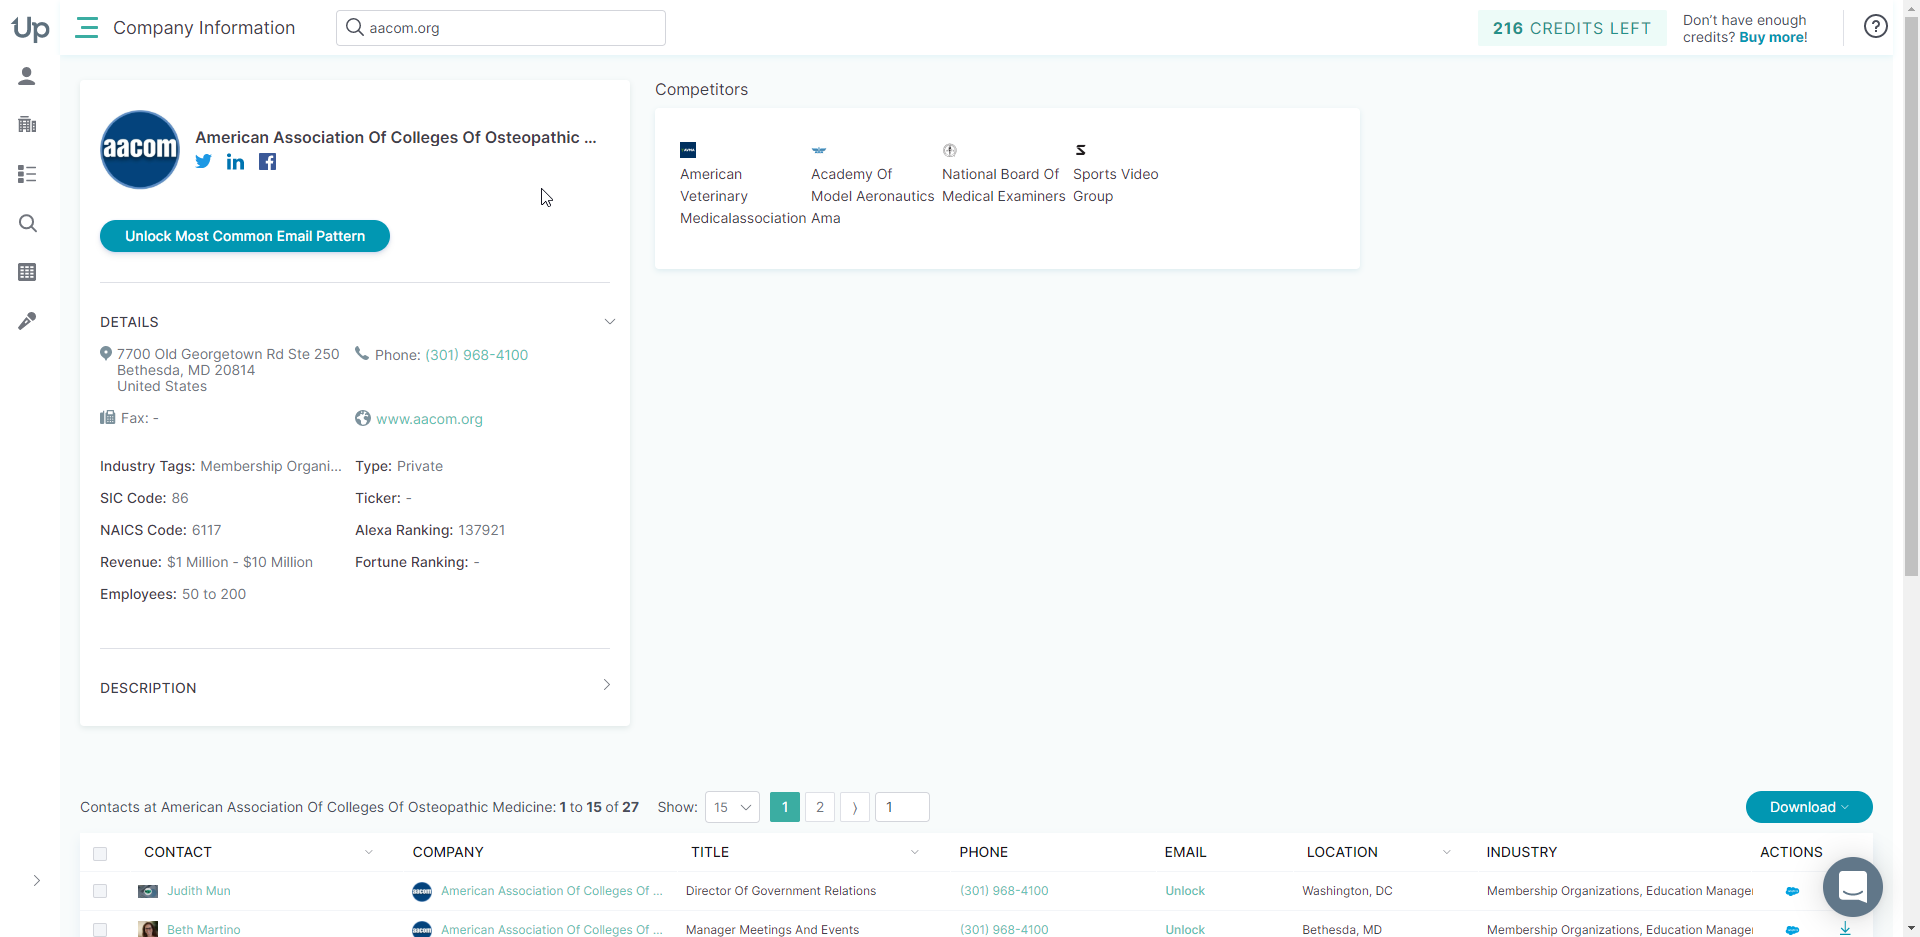 Up
Company Information
aacom.org
216 CREDITS LEFT
Don't have enough
credits? Buy more!
aacom
American Association Of Colleges Of Osteopathic ...
Unlock Most Common Email Pattern
Competitors
American
Veterinary
Medicalassociation
Academy Of
Model Aeronautics
Ama
National Board Of
Medical Examiners
Sports Video
Group
DETAILS
7700 Old Georgetown Rd Ste 250
Bethesda, MD 20814
United States
Phone: (301) 968-4100
Fax: -
www.aacom.org
Industry Tags: Membership Organi...
Type: Private
SIC Code: 86
Ticker: -
NAICS Code: 6117
Alexa Ranking: 137921
Revenue: $1 Million - $10 Million
Fortune Ranking: -
Employees: 50 to 200
DESCRIPTION
Contacts at American Association Of Colleges Of Osteopathic Medicine: 1 to 15 of 27 Show: 15 1 2 ⟩ 1
Download
CONTACT COMPANY TITLE PHONE EMAIL LOCATION INDUSTRY ACTIONS
Judith Mun aacom American Association Of Colleges Of ... Director Of Government Relations (301) 968-4100 Unlock Washington, DC Membership Organizations, Education Manager
Beth Martino aacom American Association Of Colleges Of ... Manager Meetings And Events (301) 968-4100 Unlock Bethesda, MD Membership Organizations, Education Manager